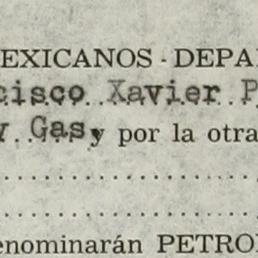 EXICANOS - DEPA
cisco Xavier P
y Gas, y por la otra
enominarán PETRO